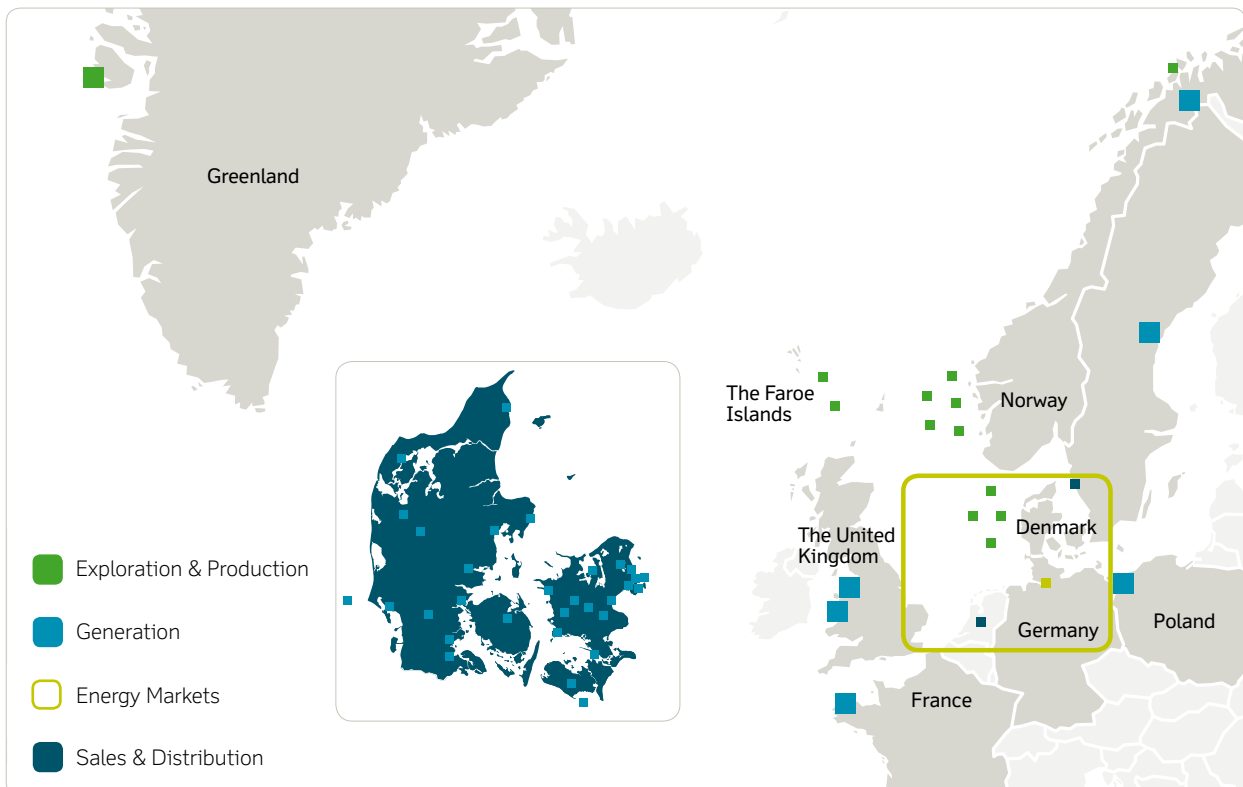 Greenland
The Faroe
Islands
Norway
The United
Kingdom
Denmark
Germany
Poland
France
Exploration & Production
Generation
Energy Markets
Sales & Distribution